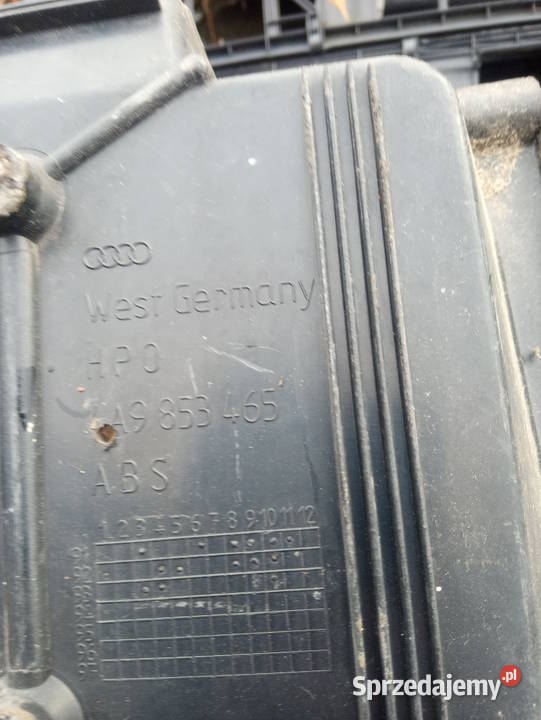 West Germany
HPO
A9 853 465
ABS
1 2 3 4 5 6 7 8 9 10 11 12
Sprzedajemy.pl